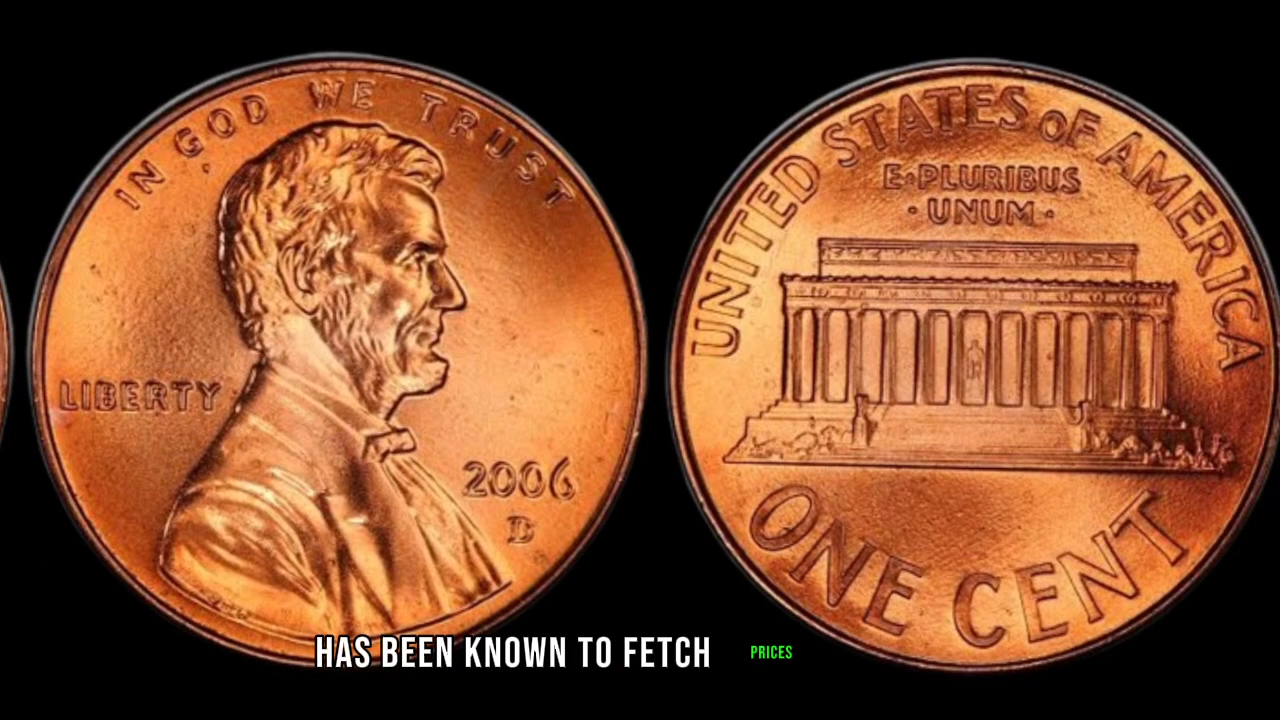 IN GOD WE TRUST
LIBERTY
2006
D
UNITED STATES OF AMERICA
E·PLURIBUS
·UNUM·
ONE CENT
HAS BEEN KNOWN TO FETCH PRICES